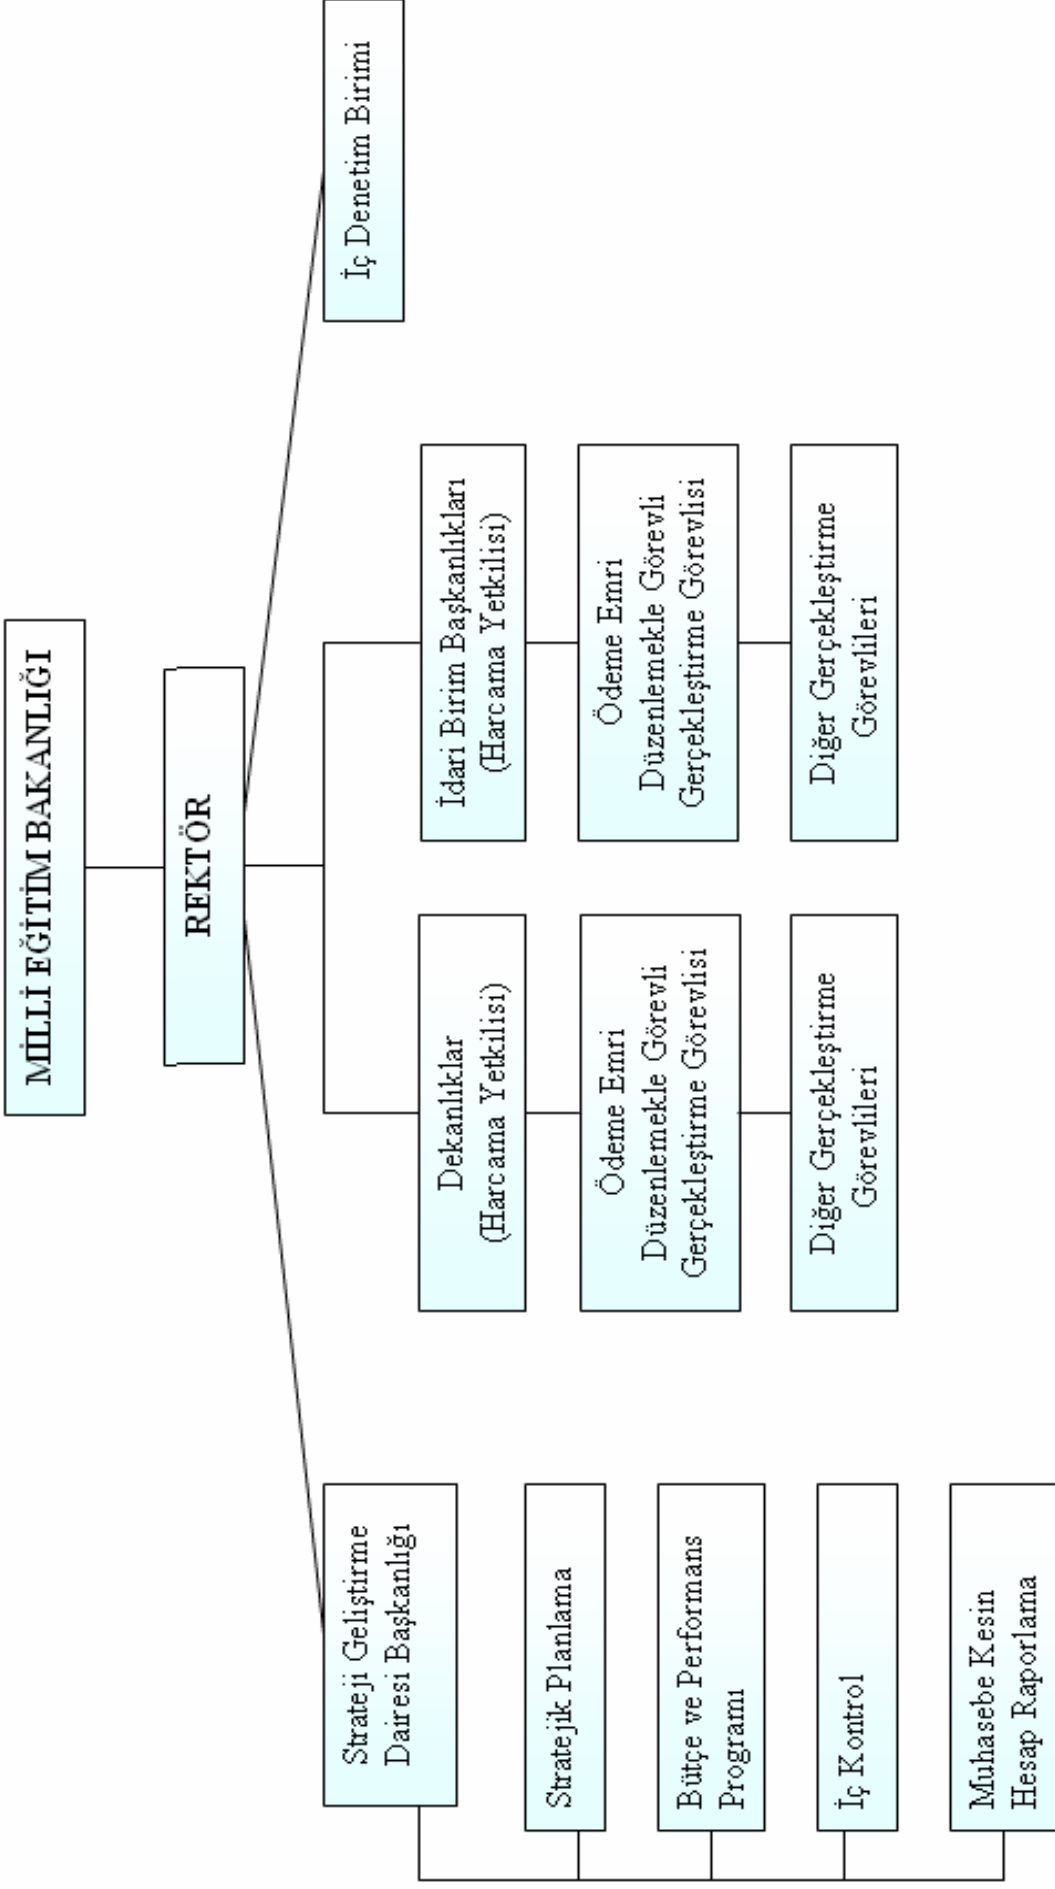 MİLLİ EĞİTİM BAKANLIĞI
REKTÖR
Strateji Geliştirme
Dairesi Başkanlığı
Stratejik Planlama
Bütçe ve Performans
Programı
İç Kontrol
Muhasebe Kesin
Hesap Raporlama
Dekanlıklar
(Harcama Yetkilisi)
Ödeme Emri
Düzenlemekle Görevli
Gerçekleştirme Görevlisi
Diğer Gerçekleştirme
Görevlileri
İdari Birim Başkanlıkları
(Harcama Yetkilisi)
Ödeme Emri
Düzenlemekle Görevli
Gerçekleştirme Görevlisi
Diğer Gerçekleştirme
Görevlileri
İç Denetim Birimi